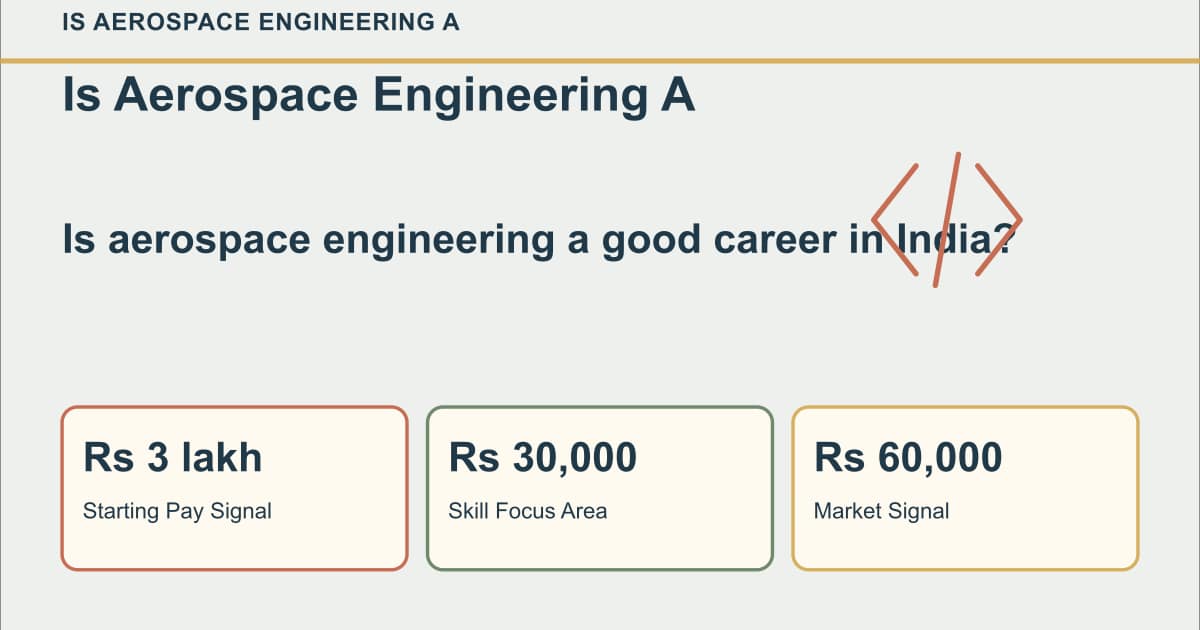 IS AEROSPACE ENGINEERING A
Is Aerospace Engineering A
Is aerospace engineering a good career in India?
Rs 3 lakh
Starting Pay Signal
Rs 30,000
Skill Focus Area
Rs 60,000
Market Signal